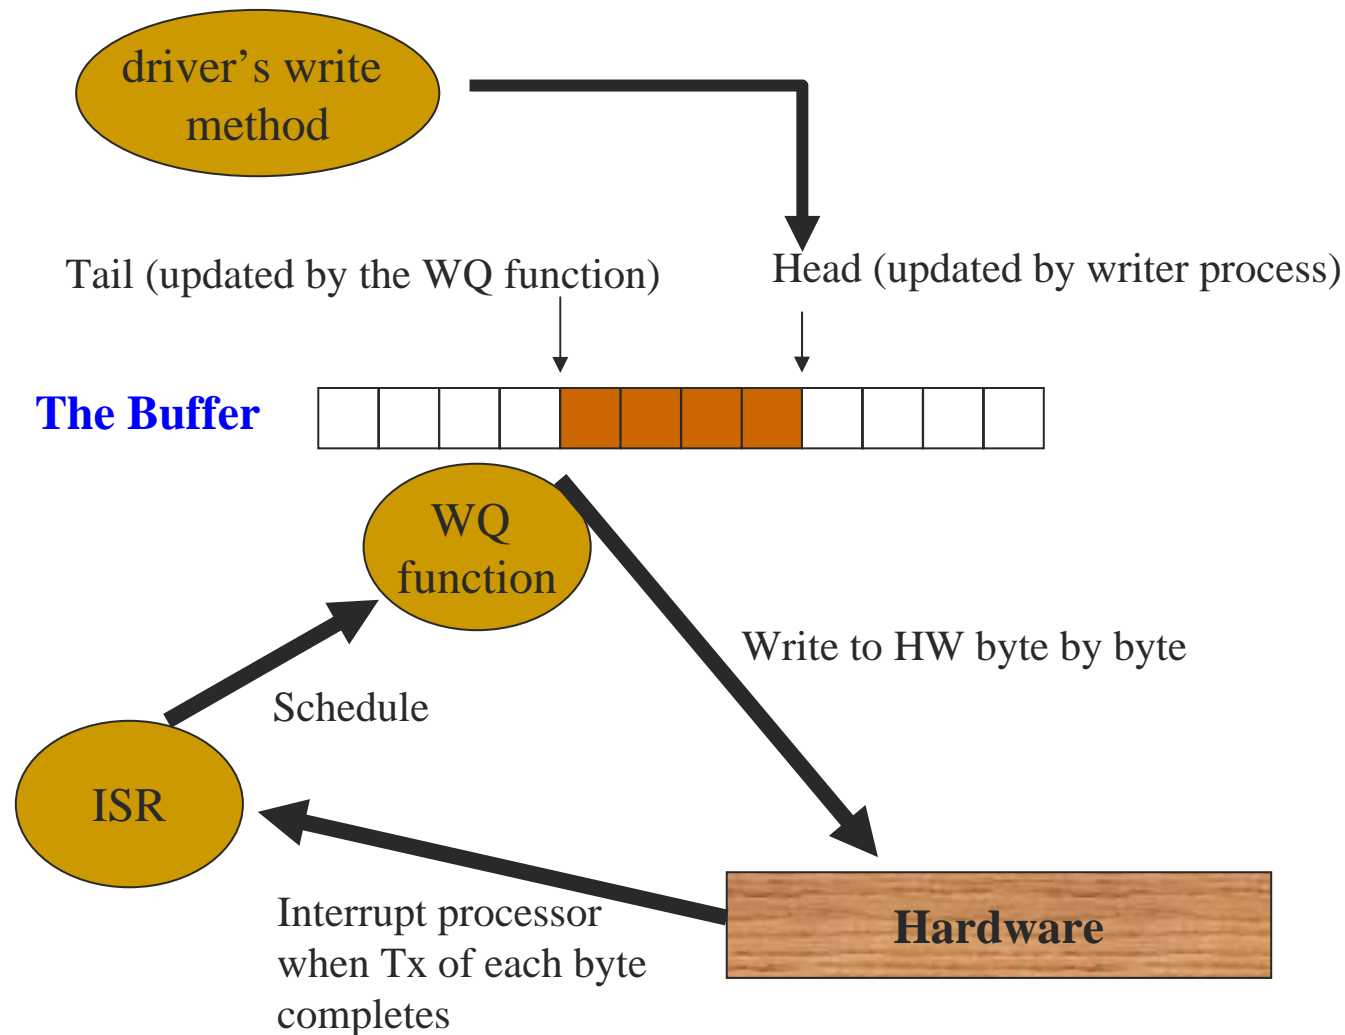 driver’s write
method
Tail (updated by the WQ function)
Head (updated by writer process)
The Buffer
WQ
function
Write to HW byte by byte
Schedule
ISR
Interrupt processor
when Tx of each byte
completes
Hardware